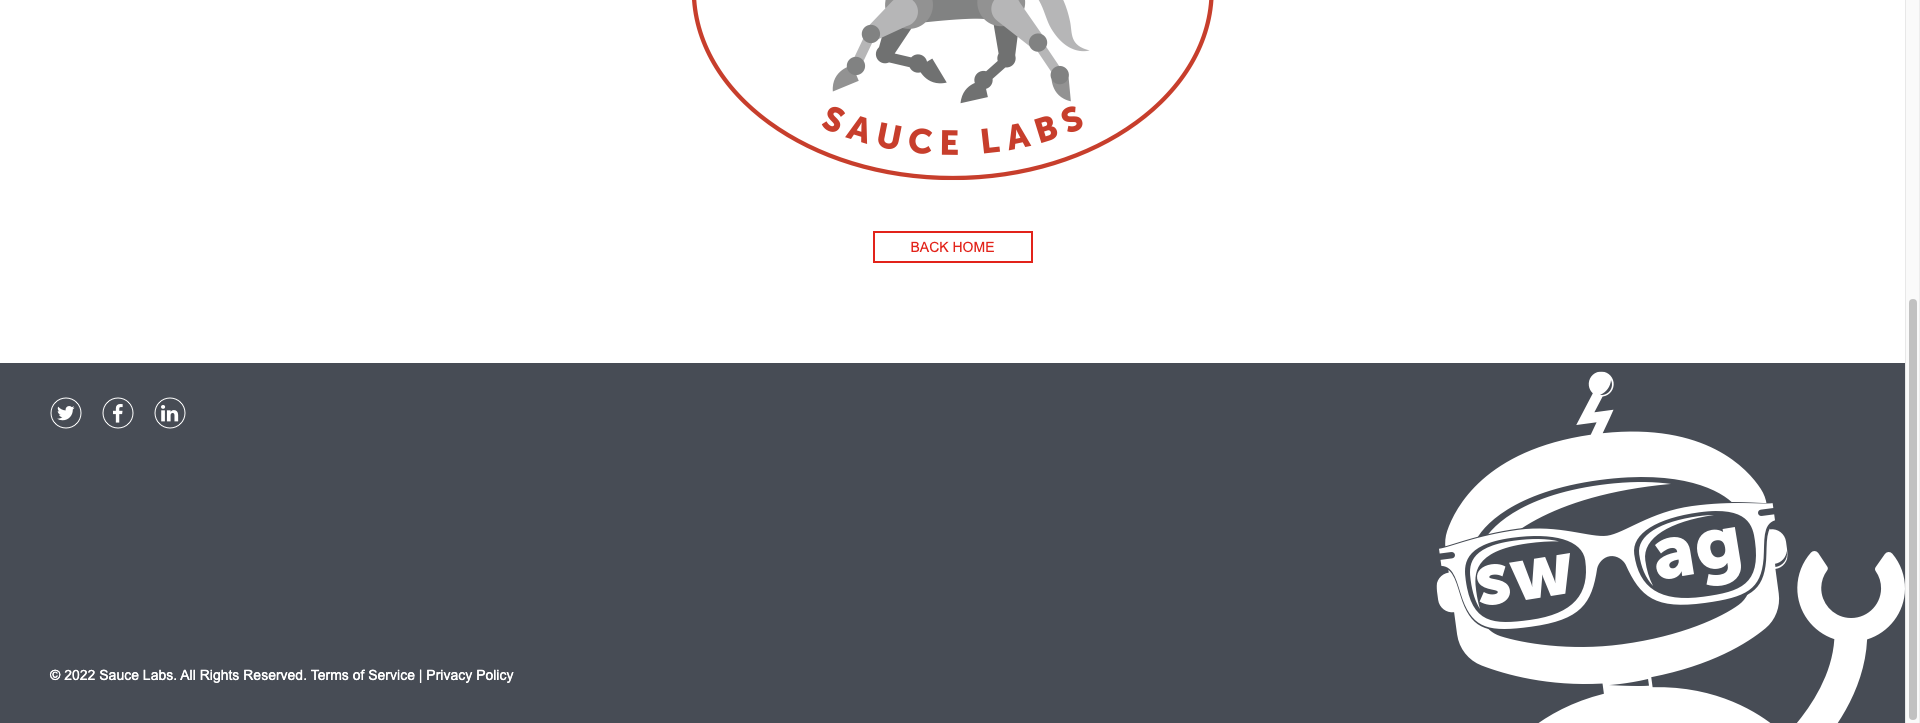 SAUCE LABS
BACK HOME
sw ag
© 2022 Sauce Labs. All Rights Reserved. Terms of Service | Privacy Policy